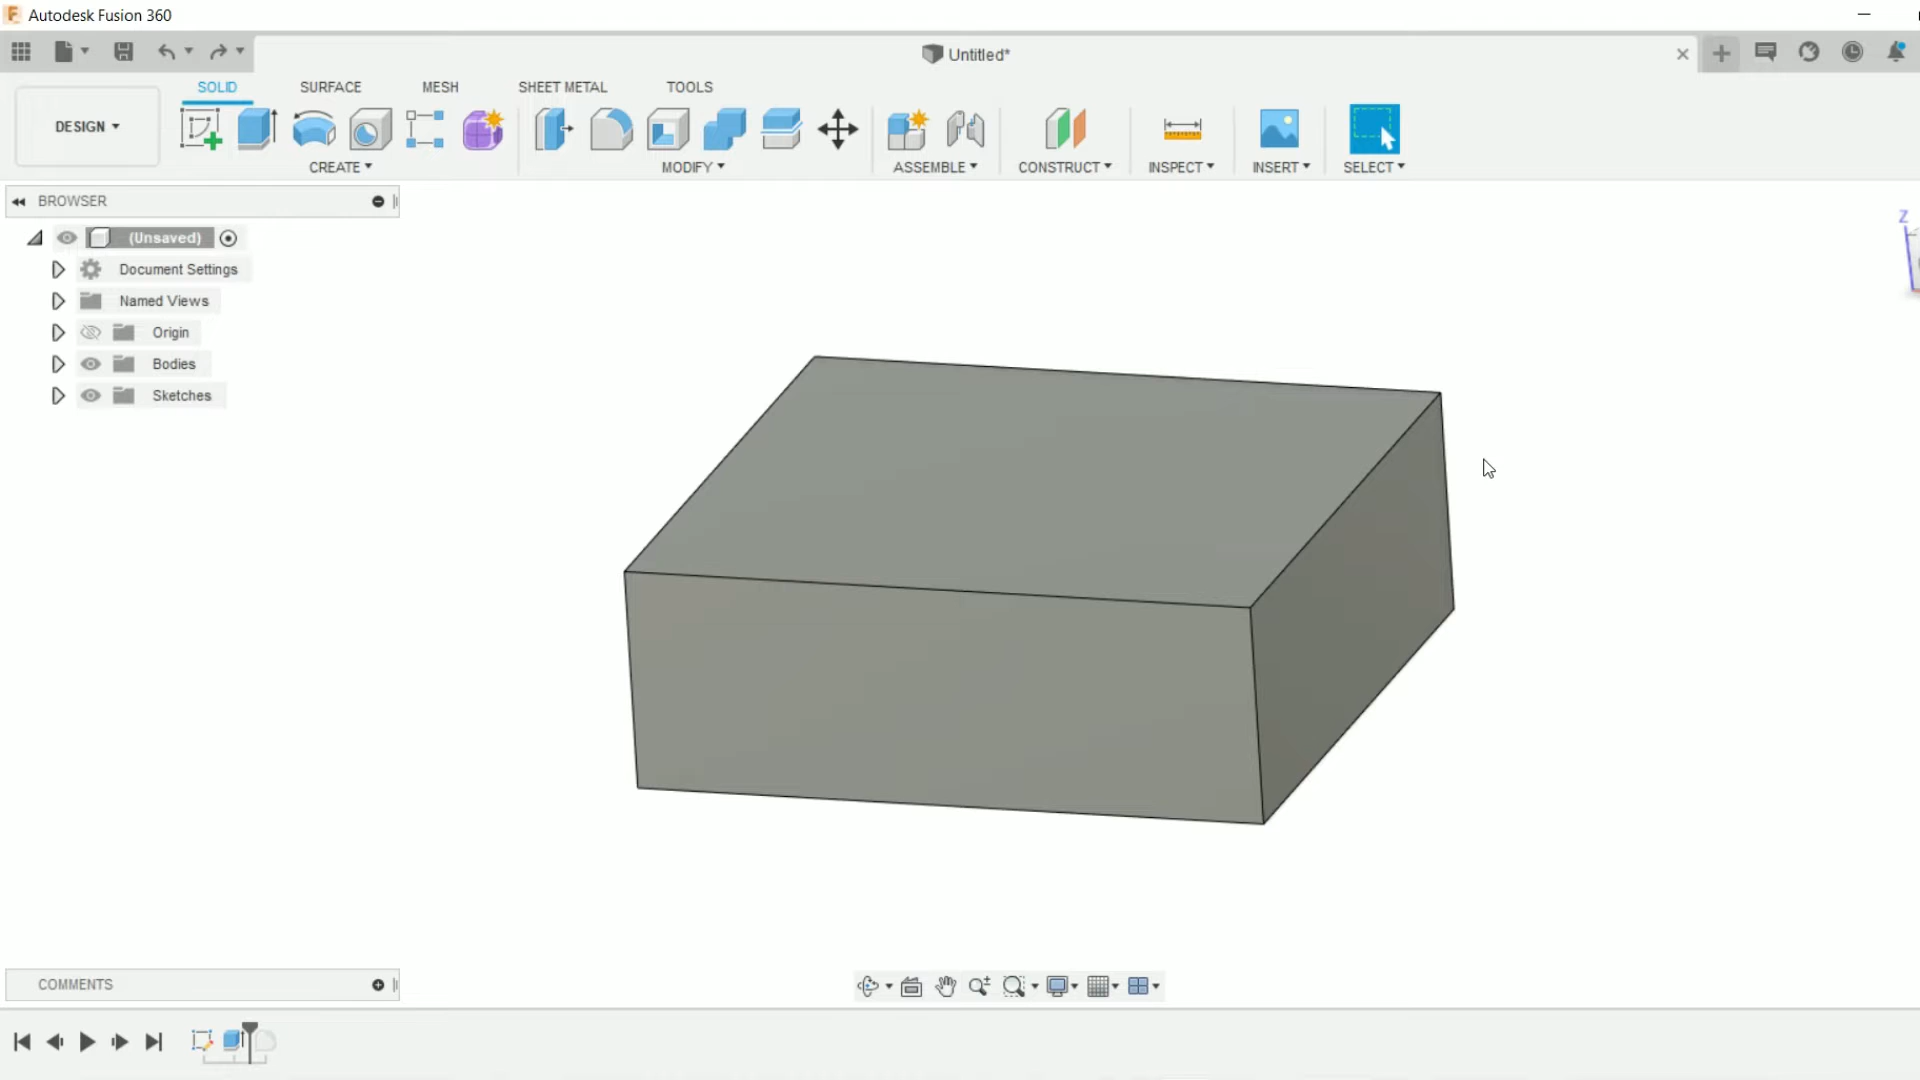 Autodesk Fusion 360
Untitled*
SOLID SURFACE MESH SHEET METAL TOOLS
DESIGN
CREATE MODIFY ASSEMBLE CONSTRUCT INSPECT INSERT SELECT
BROWSER
(Unsaved)
Document Settings
Named Views
Origin
Bodies
Sketches
Z
COMMENTS